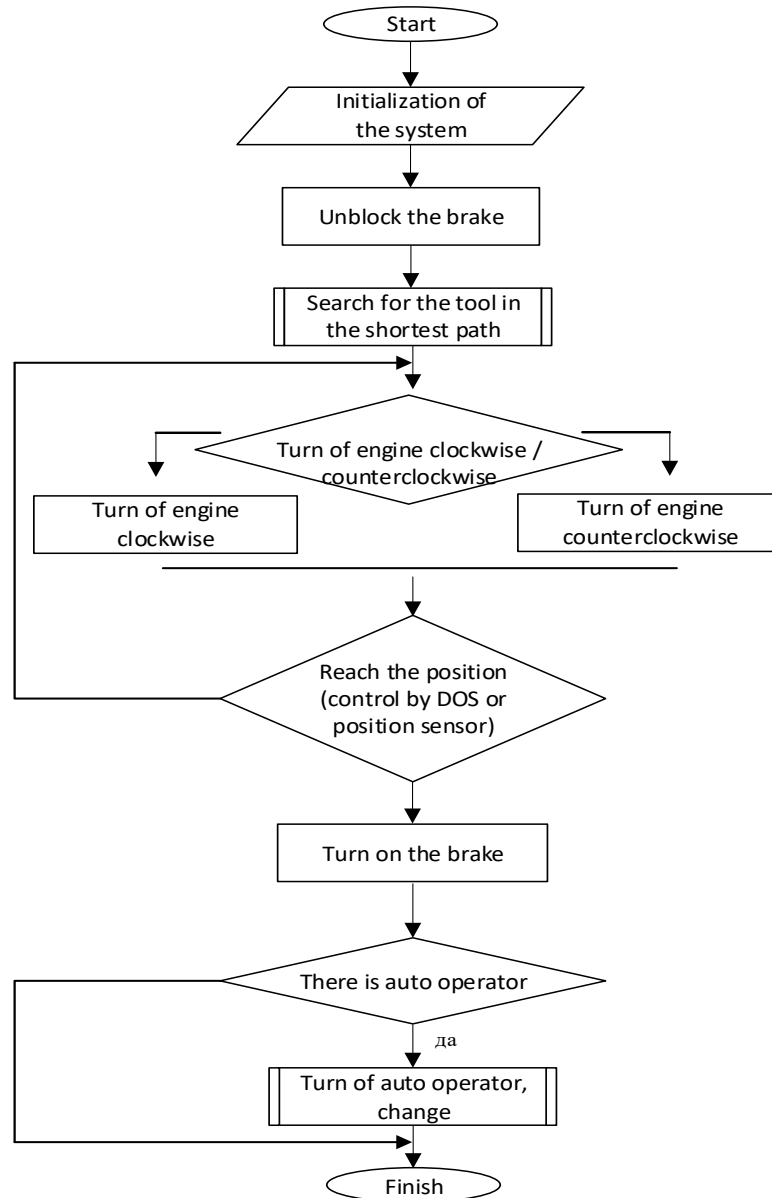 Start
Initialization of
the system
Unblock the brake
Search for the tool in
the shortest path
Turn of engine clockwise /
counterclockwise
Turn of engine
clockwise
Turn of engine
counterclockwise
Reach the position
(control by DOS or
position sensor)
Turn on the brake
There is auto operator
да
Turn of auto operator,
change
Finish